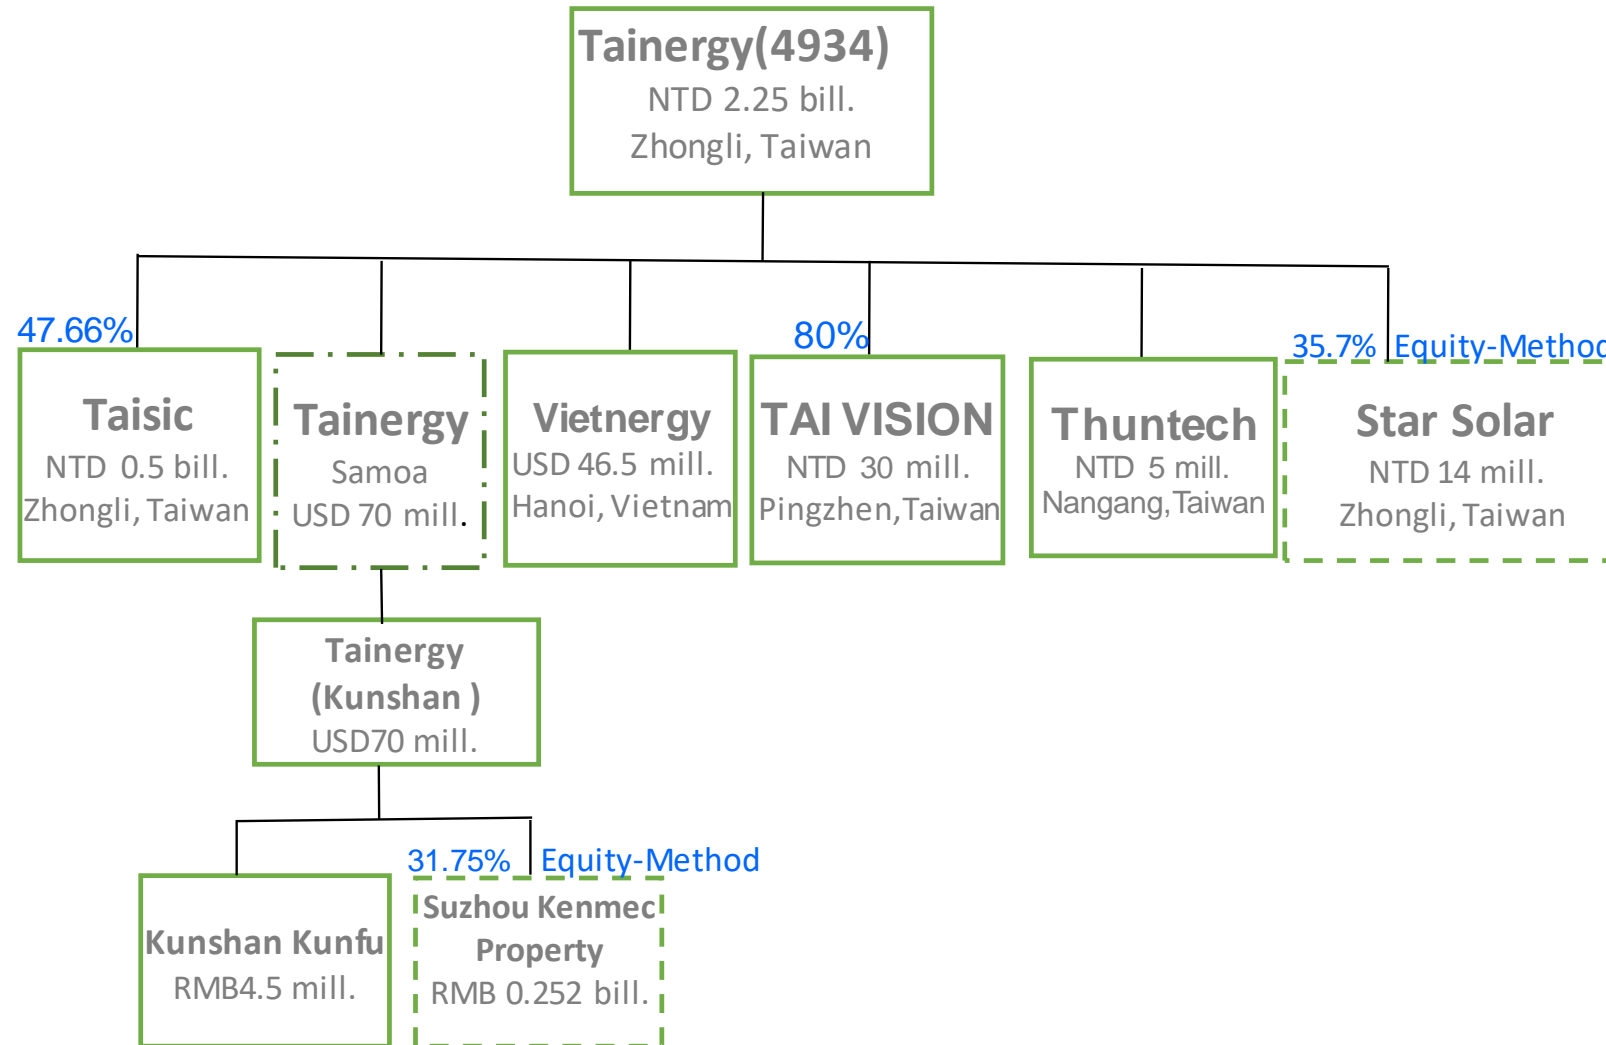 Tainergy(4934)
NTD 2.25 bill.
Zhongli, Taiwan
47.66%
Taisic
NTD 0.5 bill.
Zhongli, Taiwan
Tainergy
Samoa
USD 70 mill.
Vietnergy
USD 46.5 mill.
Hanoi, Vietnam
80%
TAI VISION
NTD 30 mill.
Pingzhen,Taiwan
Thuntech
NTD 5 mill.
Nangang,Taiwan
35.7% Equity-Method
Star Solar
NTD 14 mill.
Zhongli, Taiwan
Tainergy
(Kunshan )
USD70 mill.
Kunshan Kunfu
RMB4.5 mill.
31.75% Equity-Method
Suzhou Kenmec
Property
RMB 0.252 bill.